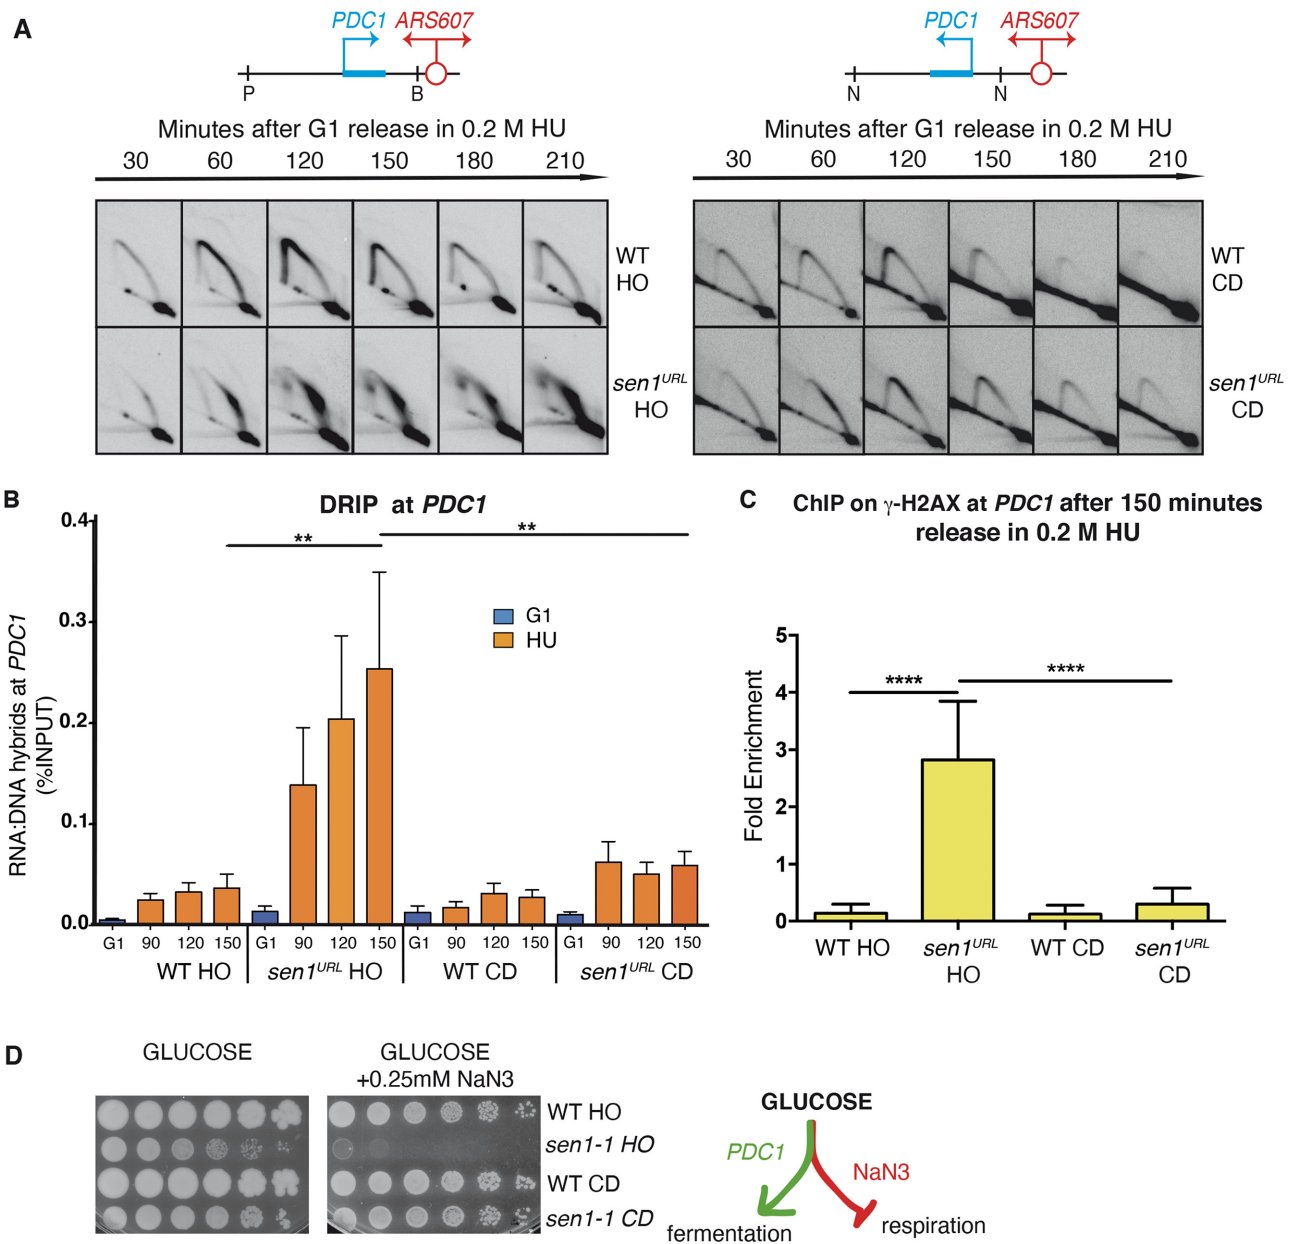 A
PDC1 ARS607
P B
Minutes after G1 release in 0.2 M HU
30 60 120 150 180 210
WT
HO
sen1URL
HO
PDC1 ARS607
N N
Minutes after G1 release in 0.2 M HU
30 60 120 150 180 210
WT
CD
sen1URL
CD
B
DRIP at PDC1
RNA:DNA hybrids at PDC1
(%INPUT)
0.4
0.3
0.2
0.1
0.0
**
**
G1
HU
G1 90 120 150 G1 90 120 150 G1 90 120 150 G1 90 120 150
WT HO sen1URL HO WT CD sen1URL CD
C
ChIP on γ-H2AX at PDC1 after 150 minutes
release in 0.2 M HU
Fold Enrichment
5
4
3
2
1
0
****
****
WT HO sen1URL WT CD sen1URL
HO CD
D
GLUCOSE
GLUCOSE
+0.25mM NaN3
WT HO
sen1-1 HO
WT CD
sen1-1 CD
GLUCOSE
PDC1
NaN3
fermentation
respiration